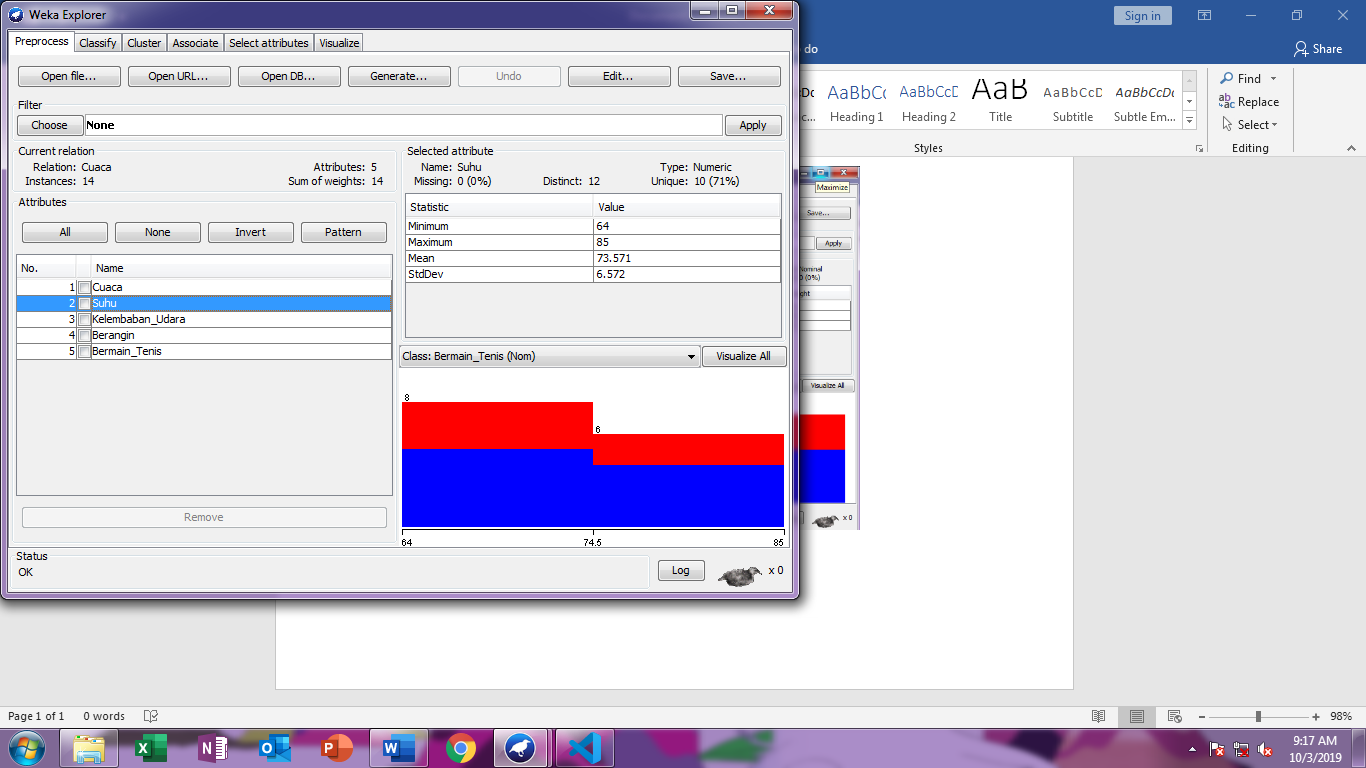 Weka Explorer
Sign in
Preprocess Classify Cluster Associate Select attributes Visualize
do
Share
Open file... Open URL... Open DB... Generate... Undo Edit... Save...
Filter
Choose None Apply
Current relation
Relation: Cuaca Attributes: 5
Instances: 14 Sum of weights: 14
Selected attribute
Name: Suhu Type: Numeric
Missing: 0 (0%) Distinct: 12 Unique: 10 (71%)
Attributes
All None Invert Pattern
No. Name
1 Cuaca
2 Suhu
3 Kelembaban_Udara
4 Berangin
5 Bermain_Tenis
Remove
Statistic Value
Minimum 64
Maximum 85
Mean 73.571
StdDev 6.572
Class: Bermain_Tenis (Nom) Visualize All
8
6
64 74.5 85
Status
OK
Log x 0
AaBbCc AaBbCcD AaB AaBbCcD AaBbCcDc
Heading 1 Heading 2 Title Subtitle Subtle Em...
Styles
Find
Replace
Select
Editing
Maximize
Save...
Apply
Nominal
0 (0%)
Visualize All
x 0
Page 1 of 1 0 words
98%
9:17 AM
10/3/2019